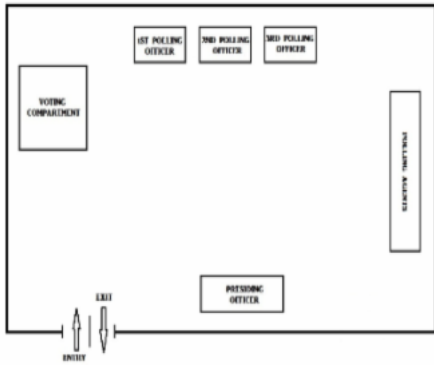 1ST POLLING
OFFICER
2ND POLLING
OFFICER
3RD POLLING
OFFICER
VOTING
COMPARTMENT
POLLING AGENTS
PRESIDING
OFFICER
EXIT
ENTRY